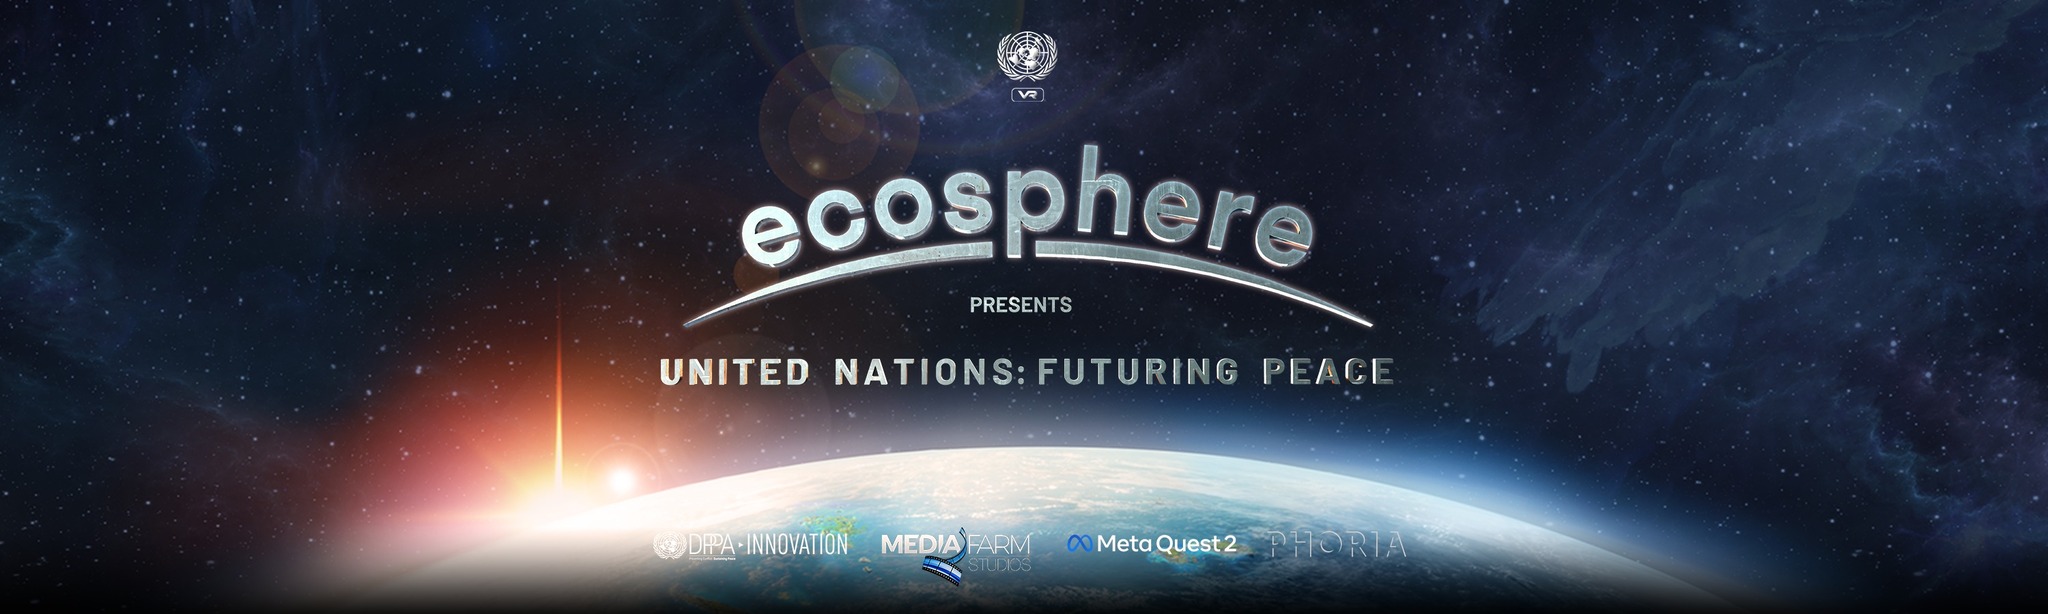 VR
ecosphere
PRESENTS
UNITED NATIONS: FUTURING PEACE
DPPA INNOVATION
MEDIA FARM
STUDIOS
Meta Quest 2
PHORIA